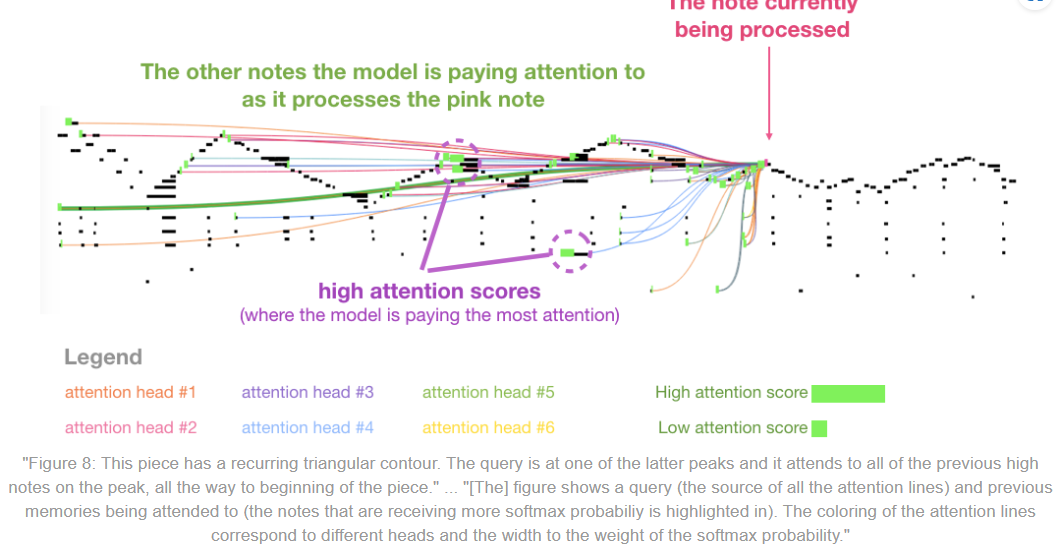 The note currently
being processed
The other notes the model is paying attention to
as it processes the pink note
high attention scores
(where the model is paying the most attention)
Legend
attention head #1
attention head #3
attention head #5
High attention score
attention head #2
attention head #4
attention head #6
Low attention score
"Figure 8: This piece has a recurring triangular contour. The query is at one of the latter peaks and it attends to all of the previous high
notes on the peak, all the way to beginning of the piece." ... "[The] figure shows a query (the source of all the attention lines) and previous
memories being attended to (the notes that are receiving more softmax probabiliy is highlighted in). The coloring of the attention lines
correspond to different heads and the width to the weight of the softmax probability."